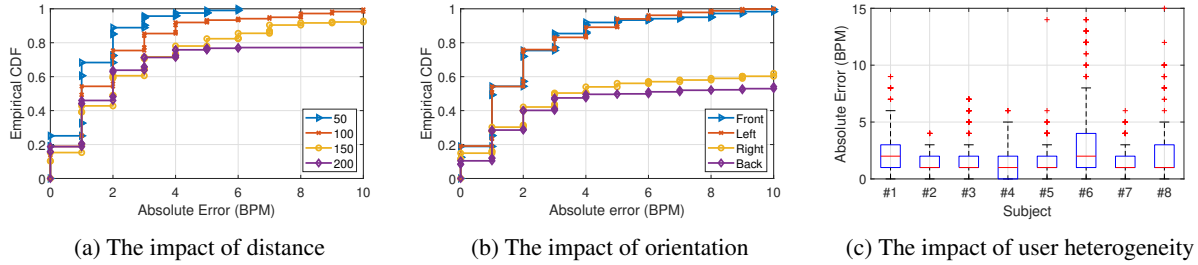 Empirical CDF
1
0.8
0.6
0.4
0.2
0
0 2 4 6 8 10
Absolute Error (BPM)
50
100
150
200
(a) The impact of distance
Empirical CDF
1
0.8
0.6
0.4
0.2
0
0 2 4 6 8 10
Absolute error (BPM)
Front
Left
Right
Back
(b) The impact of orientation
Absolute Error (BPM)
15
10
5
0
#1 #2 #3 #4 #5 #6 #7 #8
Subject
(c) The impact of user heterogeneity